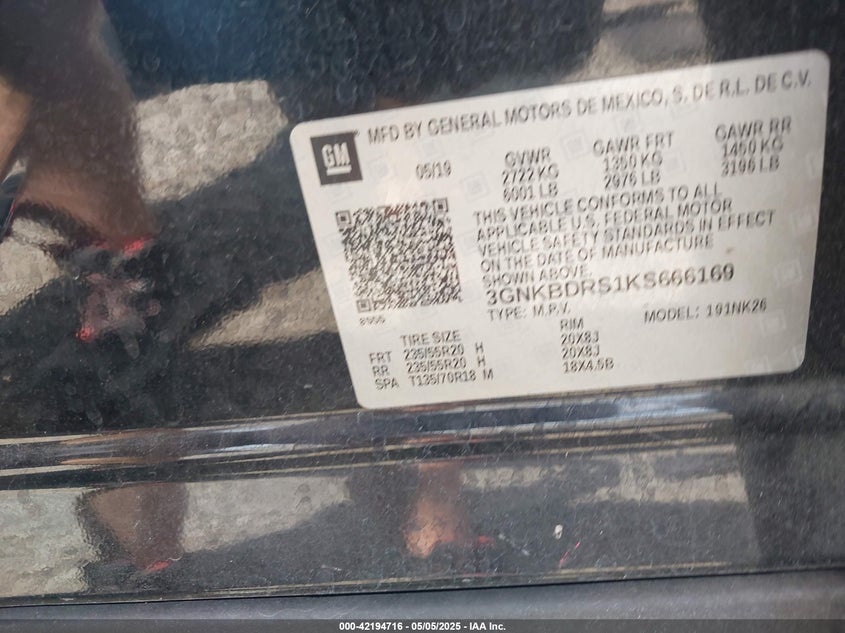 GM
MFD BY GENERAL MOTORS DE MEXICO, S. DE R.L. DE C.V.
05/19 GVWR GAWR FRT GAWR RR
2722 KG 1350 KG 1450 KG
6001 LB 2976 LB 3196 LB
THIS VEHICLE CONFORMS TO ALL
APPLICABLE U.S. FEDERAL MOTOR
VEHICLE SAFETY STANDARDS IN EFFECT
ON THE DATE OF MANUFACTURE
SHOWN ABOVE.
3GNKBDRS1KS666169
TYPE: M.P.V. MODEL: 191NK26
TIRE SIZE RIM
FRT 235/55R20 H 20X8J
RR 235/55R20 H 20X8J
SPA T135/70R18 M 18X4.5B
000-42194716 - 05/05/2025 - IAA Inc.